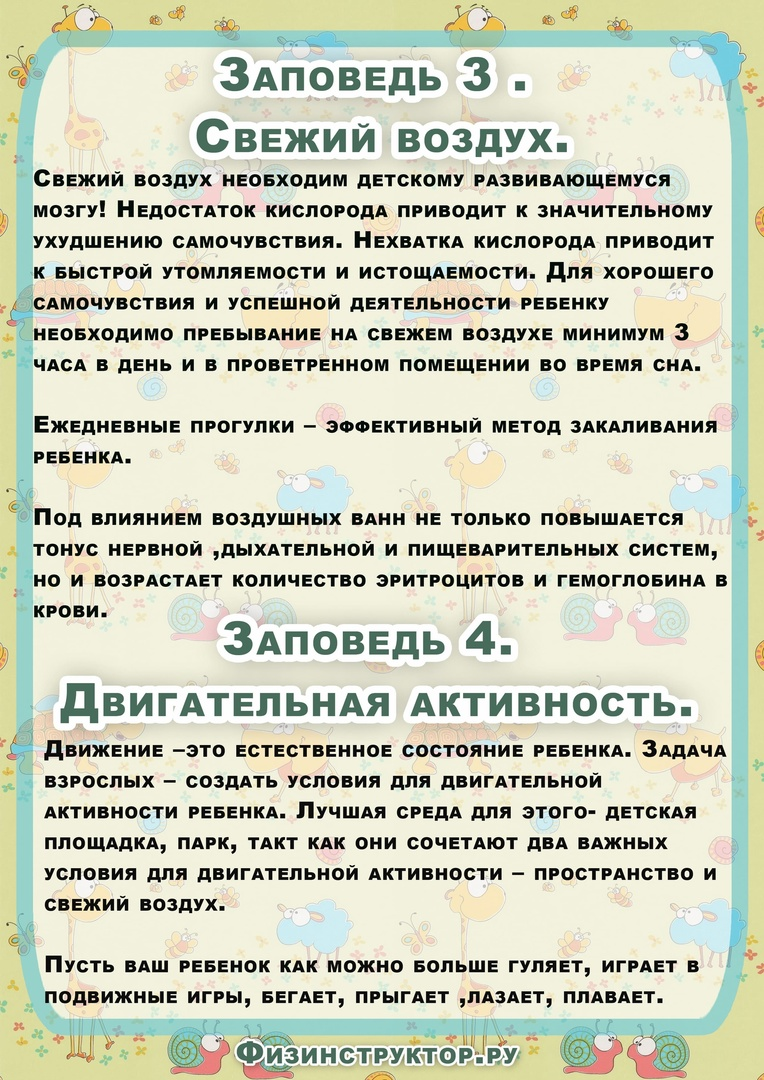 Заповедь 3 .
Свежий воздух.
Свежий воздух необходим детскому развивающемуся
мозгу! Недостаток кислорода приводит к значительному
ухудшению самочувствия. Нехватка кислорода приводит
к быстрой утомляемости и истощаемости. Для хорошего
самочувствия и успешной деятельности ребенку
необходимо пребывание на свежем воздухе минимум 3
часа в день и в проветренном помещении во время сна.
Ежедневные прогулки – эффективный метод закаливания
ребенка.
Под влиянием воздушных ванн не только повышается
тонус нервной ,дыхательной и пищеварительных систем,
но и возрастает количество эритроцитов и гемоглобина в
крови.
Заповедь 4.
Двигательная активность.
Движение –это естественное состояние ребенка. Задача
взрослых – создать условия для двигательной
активности ребенка. Лучшая среда для этого- детская
площадка, парк, такт как они сочетают два важных
условия для двигательной активности – пространство и
свежий воздух.
Пусть ваш ребенок как можно больше гуляет, играет в
подвижные игры, бегает, прыгает ,лазает, плавает.
Физинструктор.ру